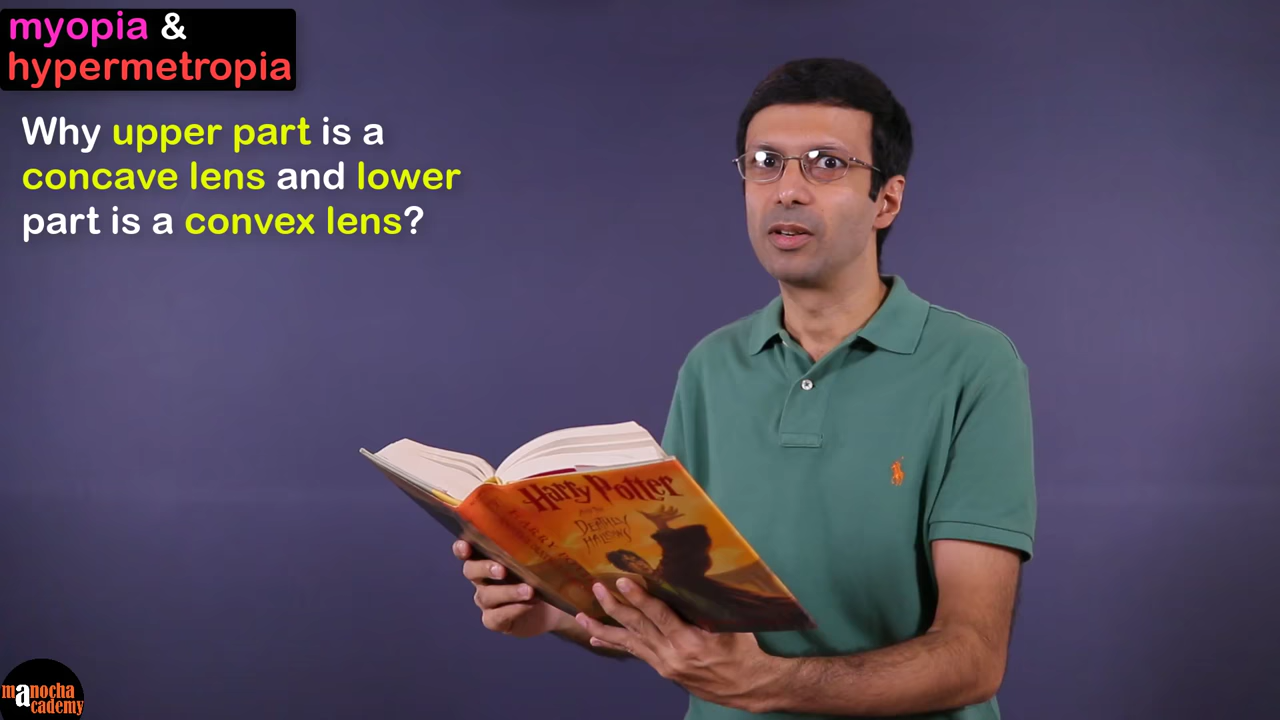 myopia &
hypermetropia
Why upper part is a
concave lens and lower
part is a convex lens?
Harry Potter
AND THE
DEATHLY
HALLOWS
manocha
academy